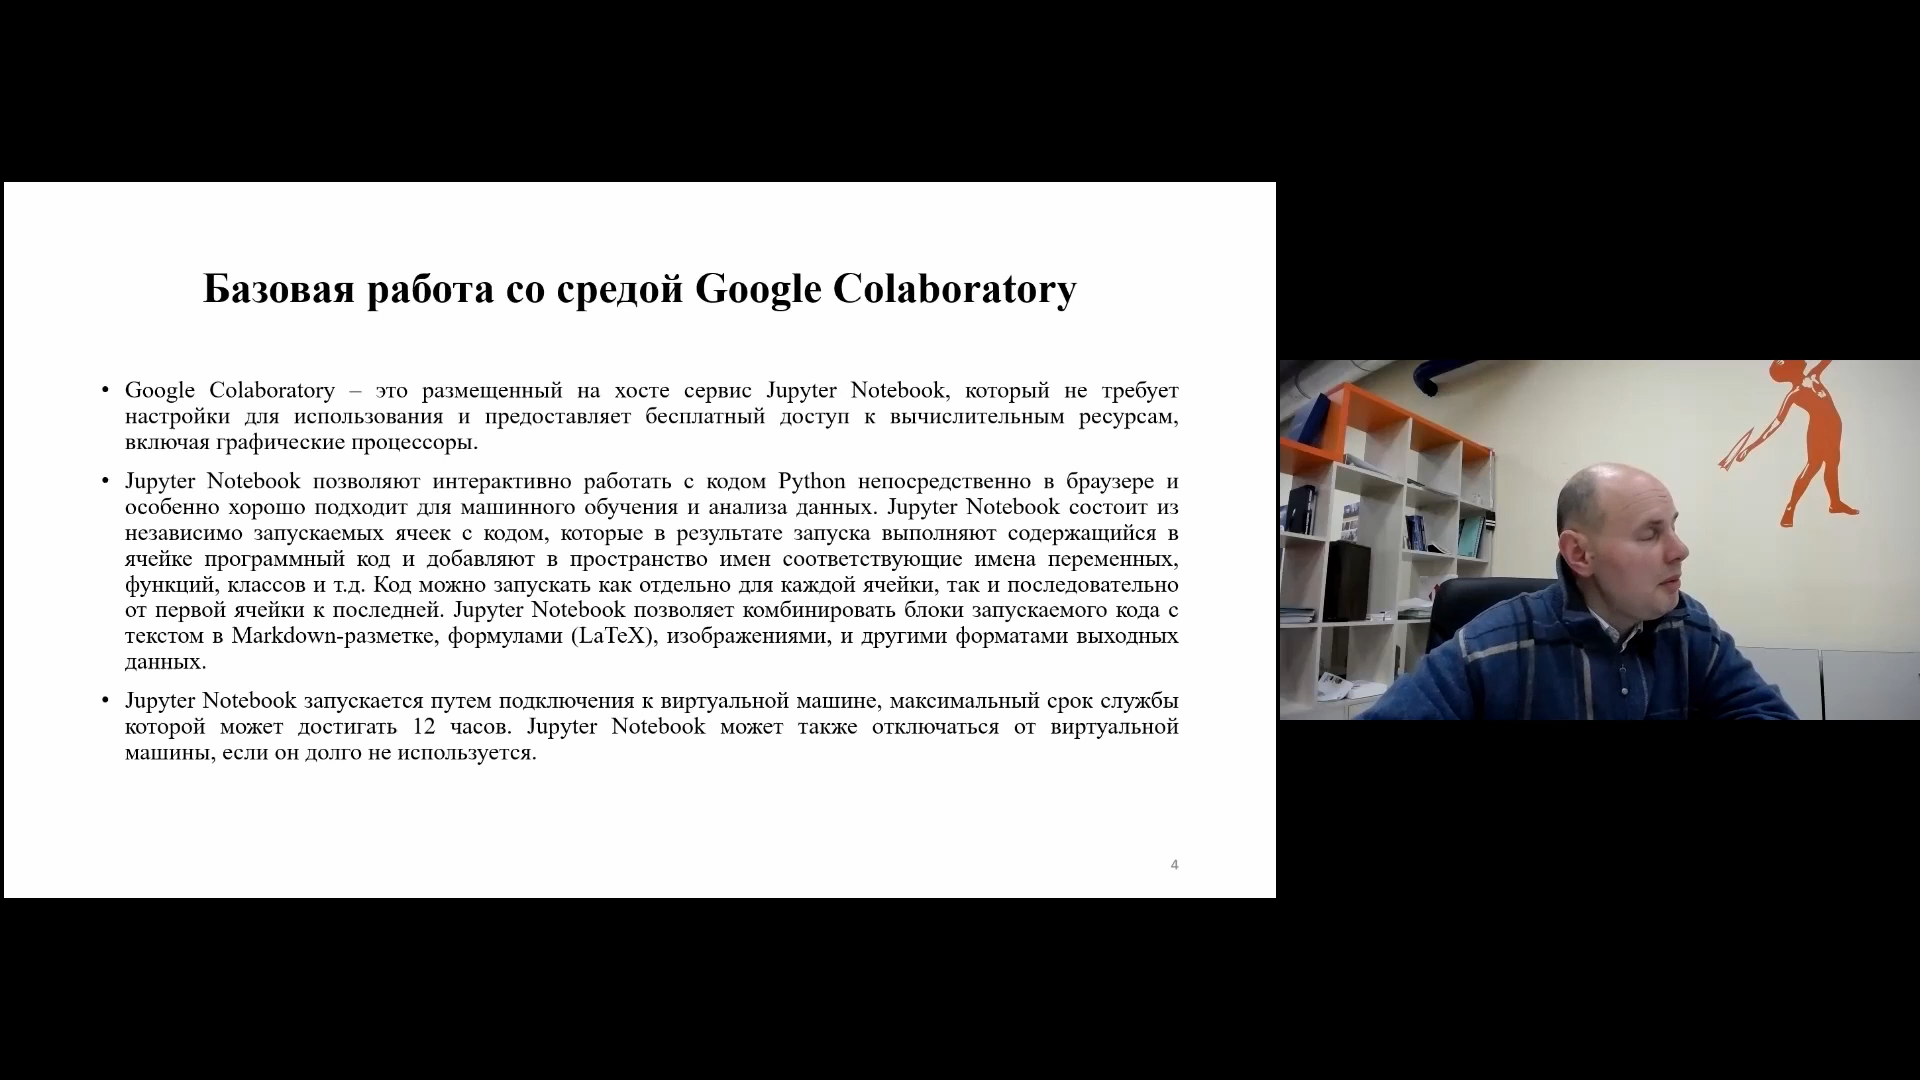 Базовая работа со средой Google Colaboratory
• Google Colaboratory – это размещенный на хосте сервис Jupyter Notebook, который не требует
настройки для использования и предоставляет бесплатный доступ к вычислительным ресурсам,
включая графические процессоры.
• Jupyter Notebook позволяют интерактивно работать с кодом Python непосредственно в браузере и
особенно хорошо подходит для машинного обучения и анализа данных. Jupyter Notebook состоит из
независимо запускаемых ячеек с кодом, которые в результате запуска выполняют содержащийся в
ячейке программный код и добавляют в пространство имен соответствующие имена переменных,
функций, классов и т.д. Код можно запускать как отдельно для каждой ячейки, так и последовательно
от первой ячейки к последней. Jupyter Notebook позволяет комбинировать блоки запускаемого кода с
текстом в Markdown-разметке, формулами (LaTeX), изображениями, и другими форматами выходных
данных.
• Jupyter Notebook запускается путем подключения к виртуальной машине, максимальный срок службы
которой может достигать 12 часов. Jupyter Notebook может также отключаться от виртуальной
машины, если он долго не используется.
4